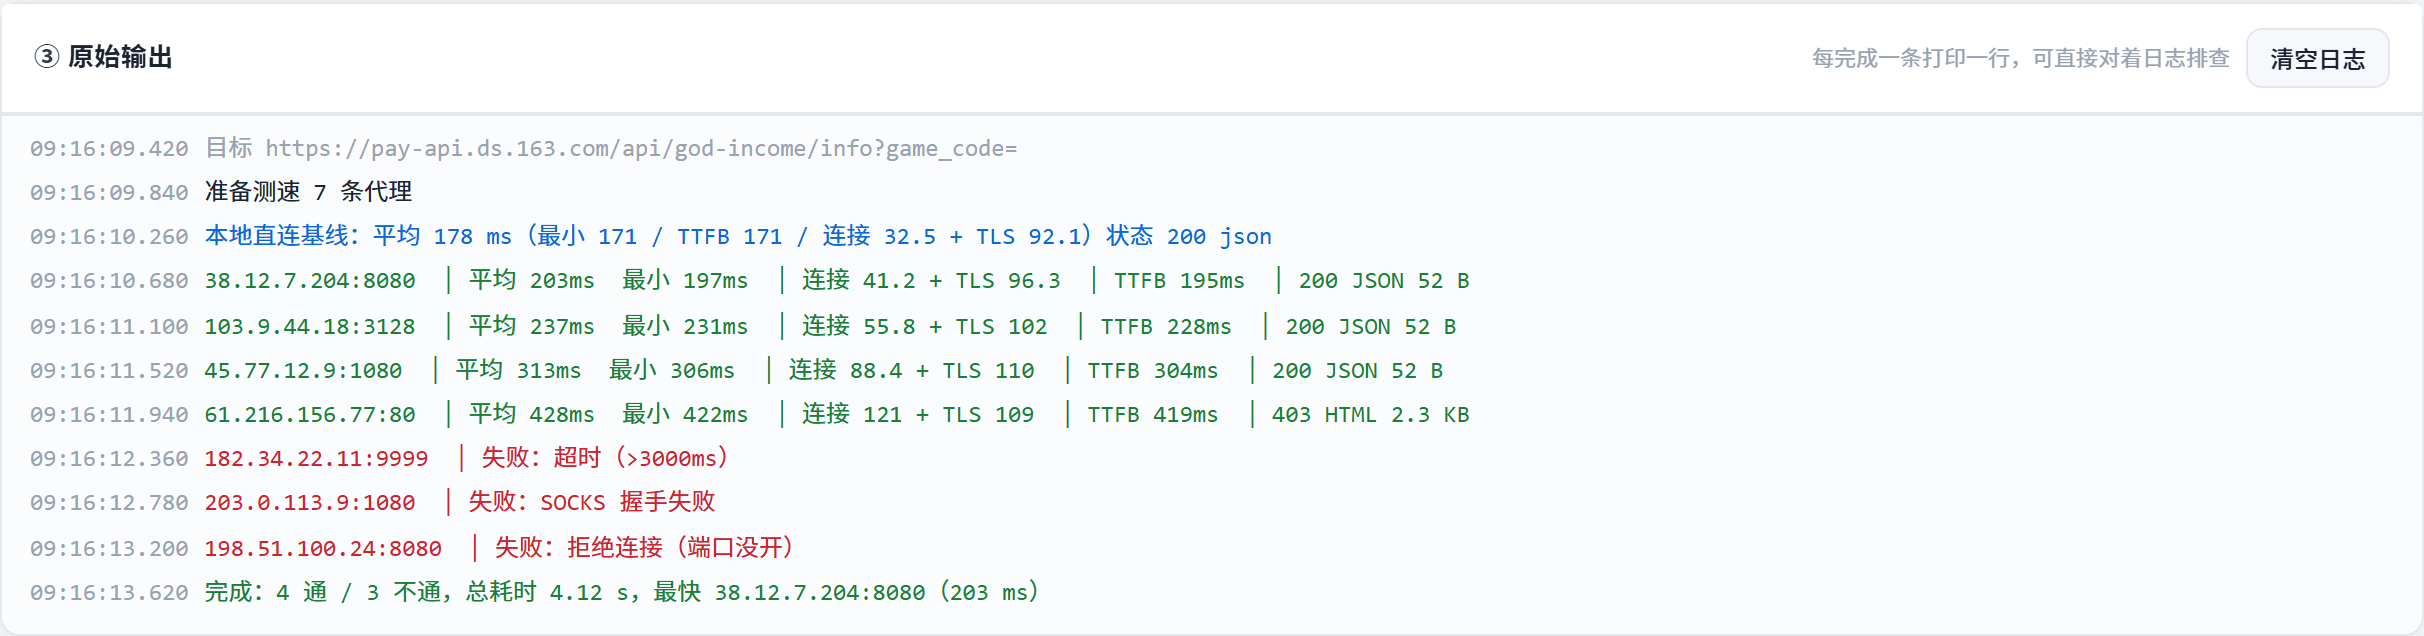 ③ 原始输出
每完成一条打印一行，可直接对着日志排查
清空日志
09:16:09.420 目标 https://pay-api.ds.163.com/api/god-income/info?game_code=
09:16:09.840 准备测速 7 条代理
09:16:10.260 本地直连基线：平均 178 ms（最小 171 / TTFB 171 / 连接 32.5 + TLS 92.1）状态 200 json
09:16:10.680 38.12.7.204:8080 | 平均 203ms 最小 197ms | 连接 41.2 + TLS 96.3 | TTFB 195ms | 200 JSON 52 B
09:16:11.100 103.9.44.18:3128 | 平均 237ms 最小 231ms | 连接 55.8 + TLS 102 | TTFB 228ms | 200 JSON 52 B
09:16:11.520 45.77.12.9:1080 | 平均 313ms 最小 306ms | 连接 88.4 + TLS 110 | TTFB 304ms | 200 JSON 52 B
09:16:11.940 61.216.156.77:80 | 平均 428ms 最小 422ms | 连接 121 + TLS 109 | TTFB 419ms | 403 HTML 2.3 KB
09:16:12.360 182.34.22.11:9999 | 失败：超时（>3000ms）
09:16:12.780 203.0.113.9:1080 | 失败：SOCKS 握手失败
09:16:13.200 198.51.100.24:8080 | 失败：拒绝连接（端口没开）
09:16:13.620 完成：4 通 / 3 不通，总耗时 4.12 s，最快 38.12.7.204:8080（203 ms）